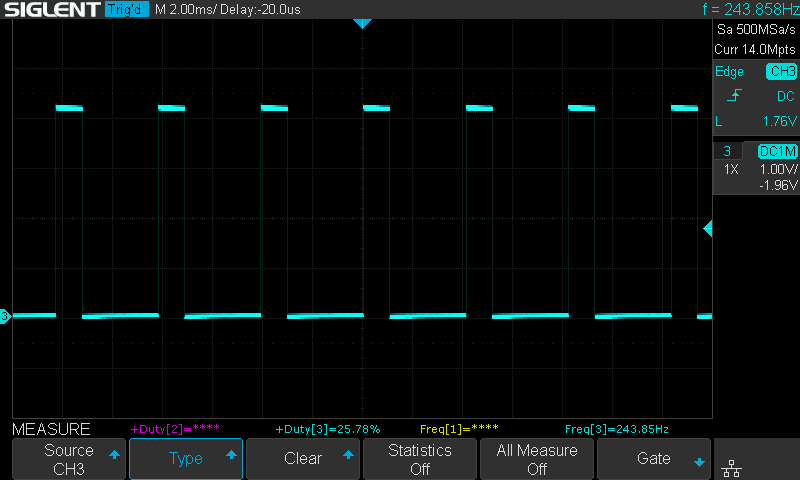 SIGLENT Trig'd M 2.00ms/ Delay:-20.0us f = 243.858Hz
Sa 500MSa/s
Curr 14.0Mpts
Edge CH3
DC
L 1.76V
3 DC1M
1X 1.00V/
-1.96V
3
MEASURE +Duty[2]=**** +Duty[3]=25.78% Freq[1]=**** Freq[3]=243.85Hz
Source
CH3
Type
Clear
Statistics
Off
All Measure
Off
Gate